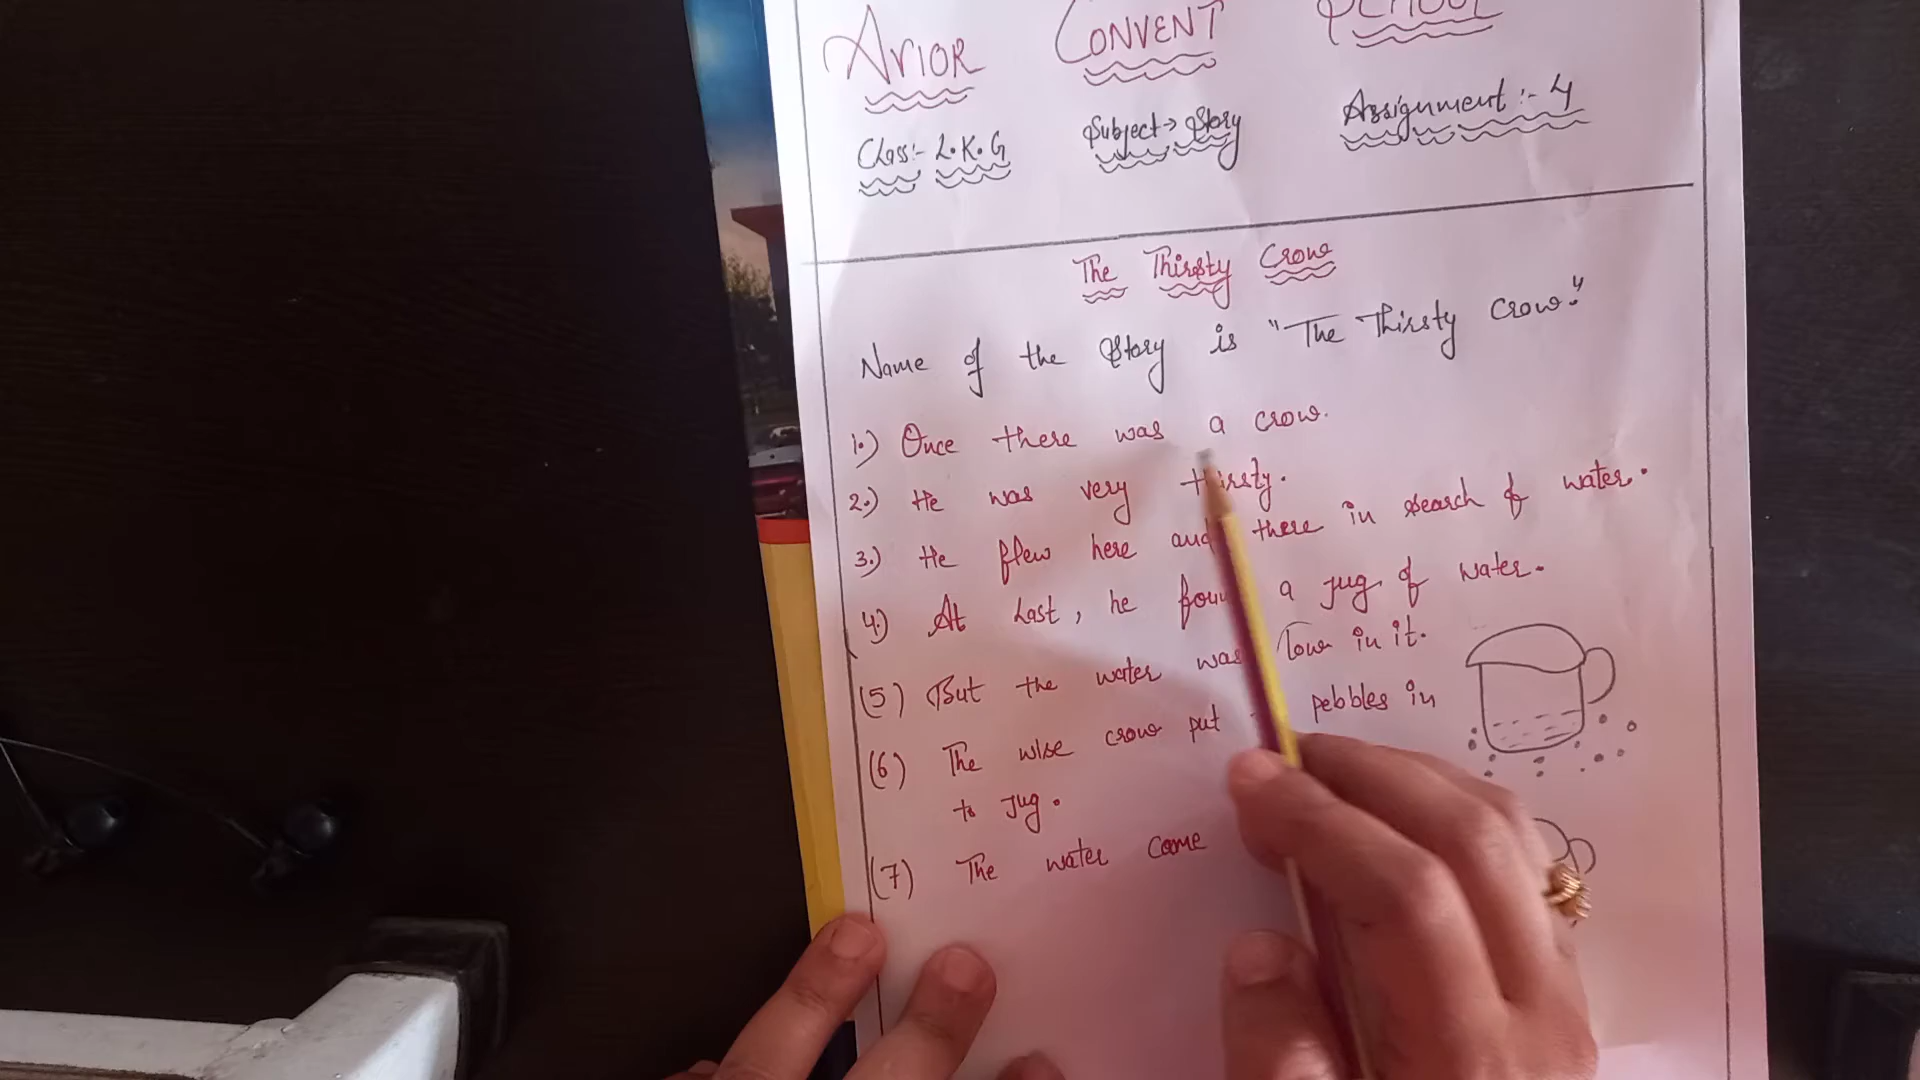 AVIOR CONVENT SCHOOL
Class:- L.K.G Subject→ Story Assignment:- 4
The Thirsty Crow
Name of the Story is "The Thirsty Crow."
1.) Once there was a crow.
2.) He was very thirsty.
3.) He flew here and there in search of water.
4.) At Last, he found a jug of water.
(5) But the water was low in it.
(6) The wise crow put pebbles in
to Jug.
(7) The water came